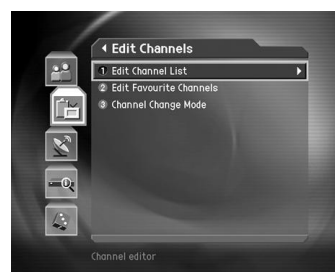 Edit Channels
1 Edit Channel List
2 Edit Favourite Channels
3 Channel Change Mode
Channel editor